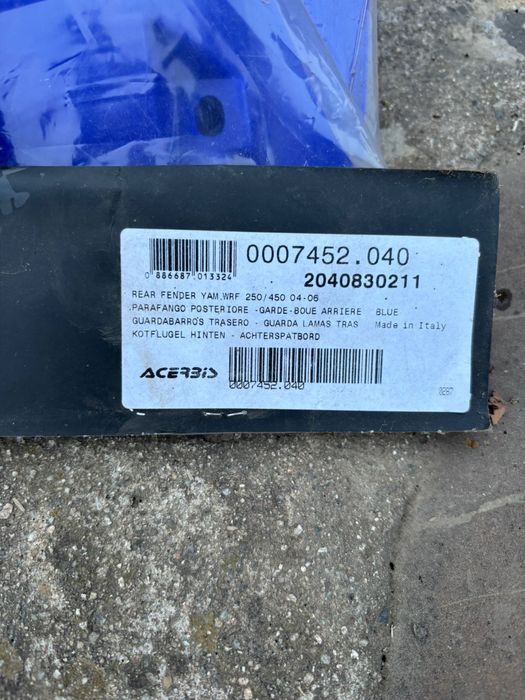 0007452.040
0 886687 013324
2040830211
REAR FENDER YAM.WRF 250/450 04-06
PARAFANGO POSTERIORE -GARDE-BOUE ARRIERE BLUE
GUARDABARROS TRASERO - GUARDA LAMAS TRAS Made in Italy
KOTFLUGEL HINTEN - ACHTERSPATBORD
ACERBIS
0007452.040
0287